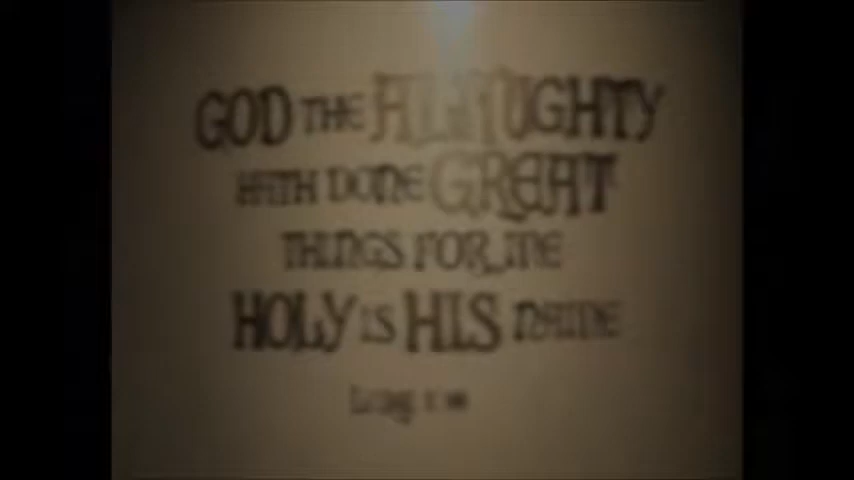 GOD THE ALMIGHTY
HATH DONE GREAT
THINGS FOR ME
HOLY IS HIS NAME